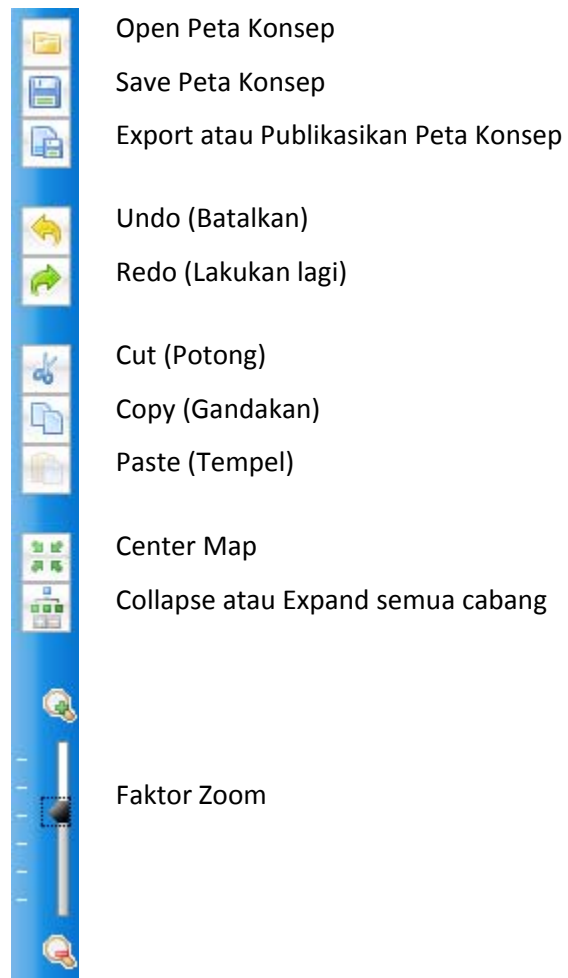 Open Peta Konsep
Save Peta Konsep
Export atau Publikasikan Peta Konsep
Undo (Batalkan)
Redo (Lakukan lagi)
Cut (Potong)
Copy (Gandakan)
Paste (Tempel)
Center Map
Collapse atau Expand semua cabang
Faktor Zoom